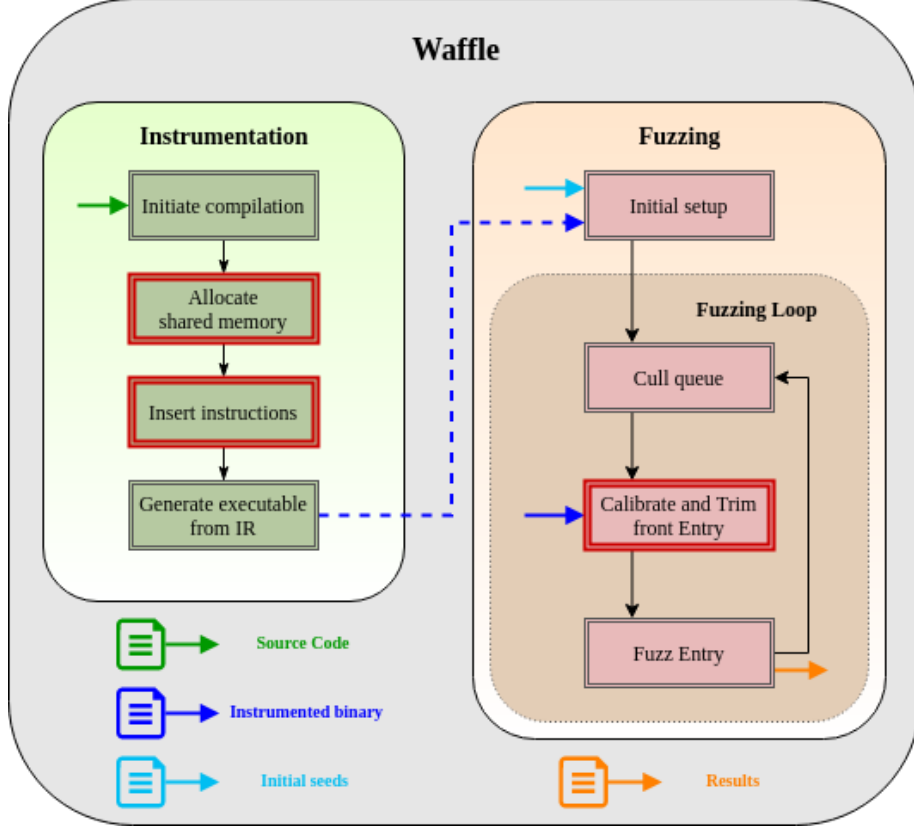 Waffle
Instrumentation
Initiate compilation
Allocate
shared memory
Insert instructions
Generate executable
from IR
Fuzzing
Initial setup
Fuzzing Loop
Cull queue
Calibrate and Trim
front Entry
Fuzz Entry
Source Code
Instrumented binary
Initial seeds
Results